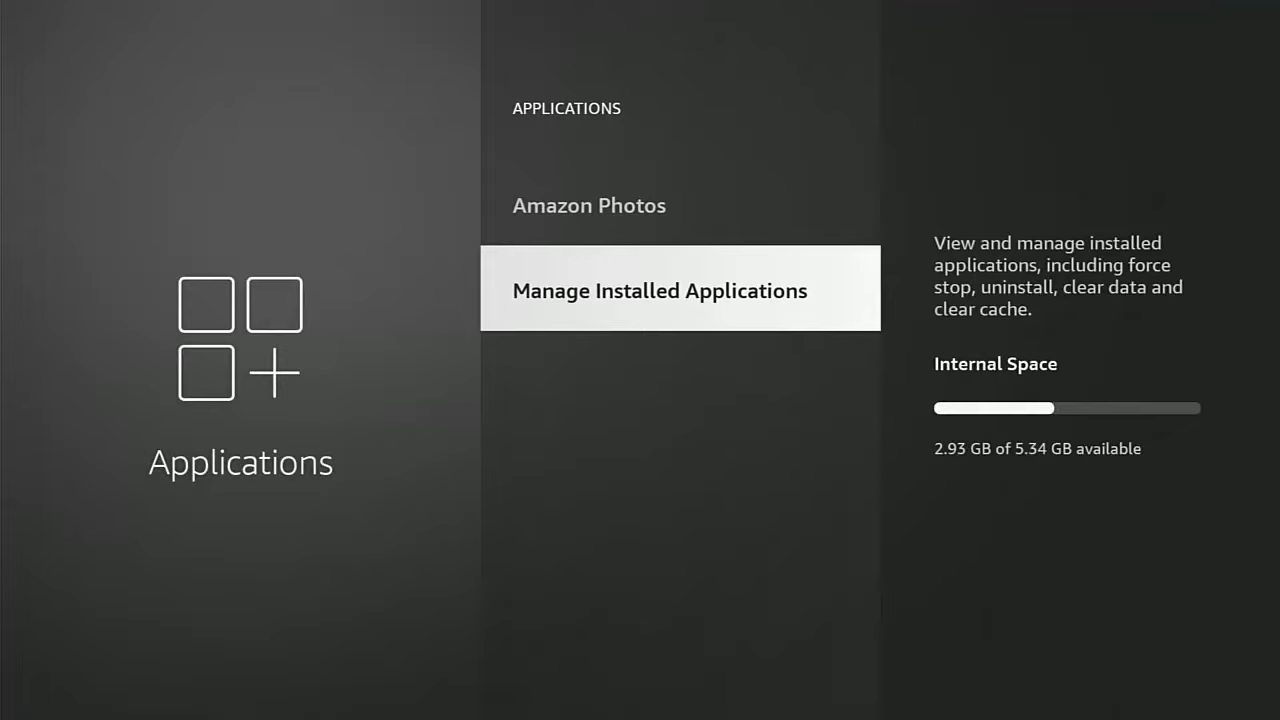 Applications
APPLICATIONS
Amazon Photos
Manage Installed Applications
View and manage installed
applications, including force
stop, uninstall, clear data and
clear cache.
Internal Space
2.93 GB of 5.34 GB available